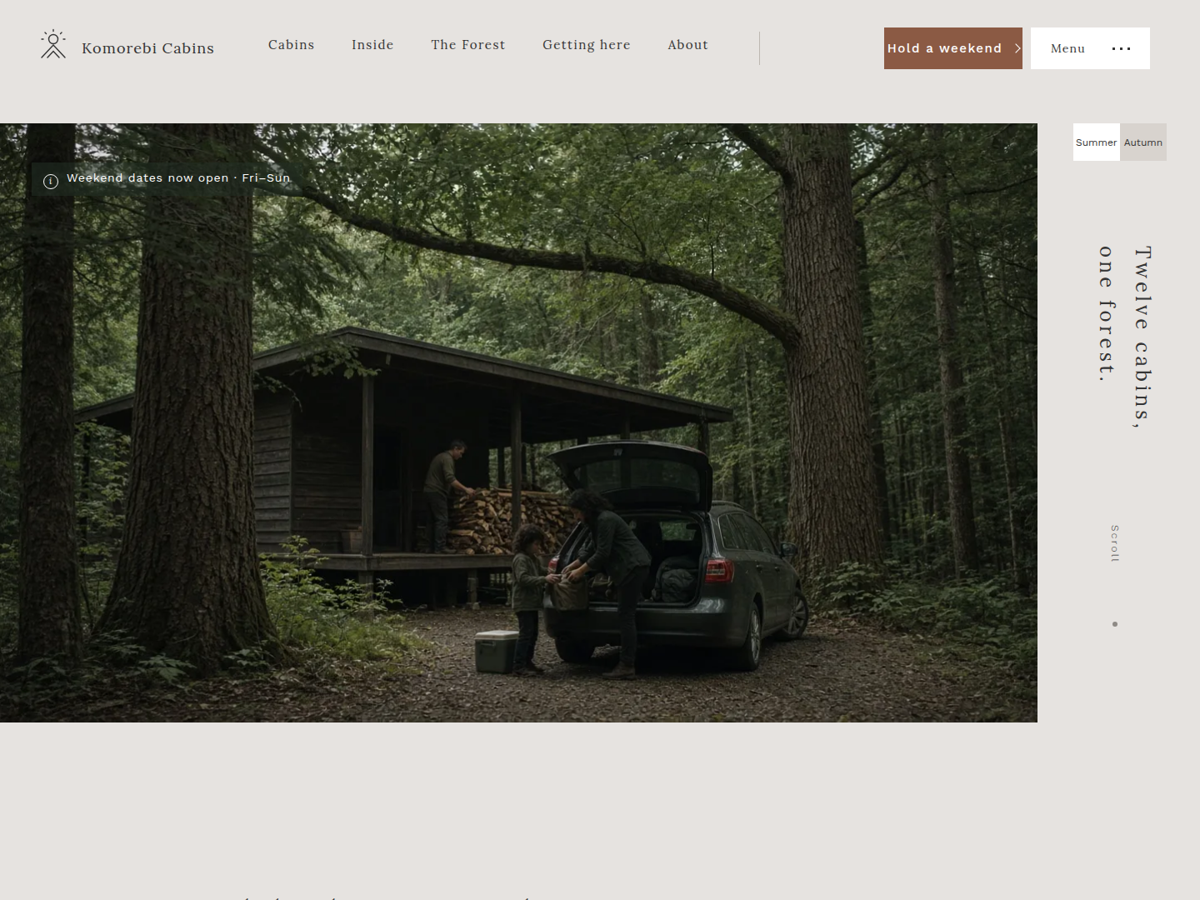 Komorebi Cabins
Cabins
Inside
The Forest
Getting here
About
Hold a weekend
Menu
Summer
Autumn
Weekend dates now open · Fri–Sun
Twelve cabins,
one forest.
Scroll